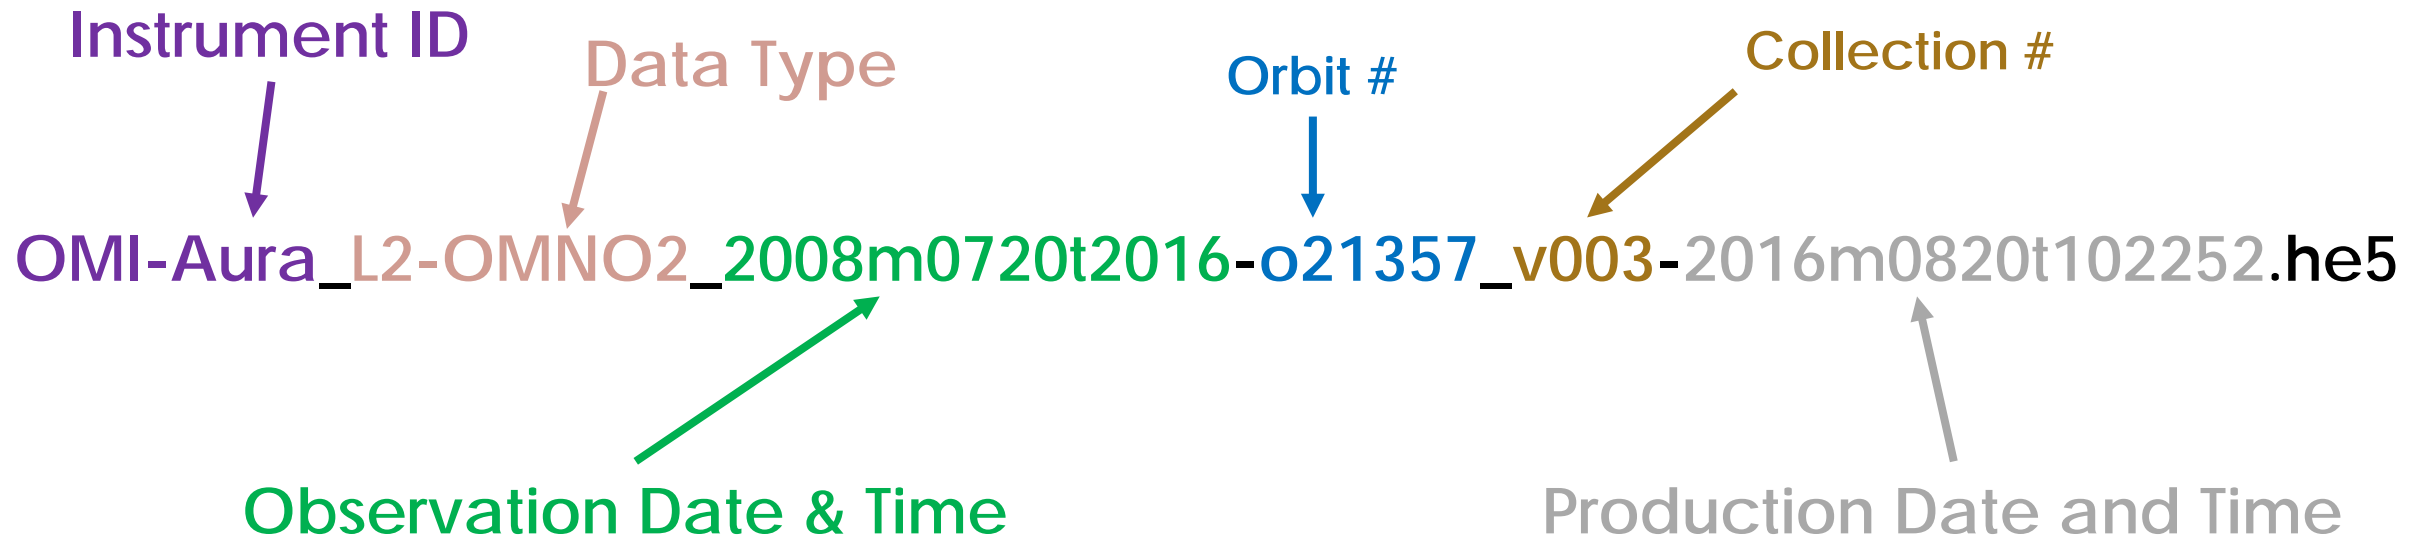 Instrument ID
Data Type
Orbit #
Collection #
OMI-Aura_L2-OMNO2_2008m0720t2016-o21357_v003-2016m0820t102252.he5
Observation Date & Time
Production Date and Time